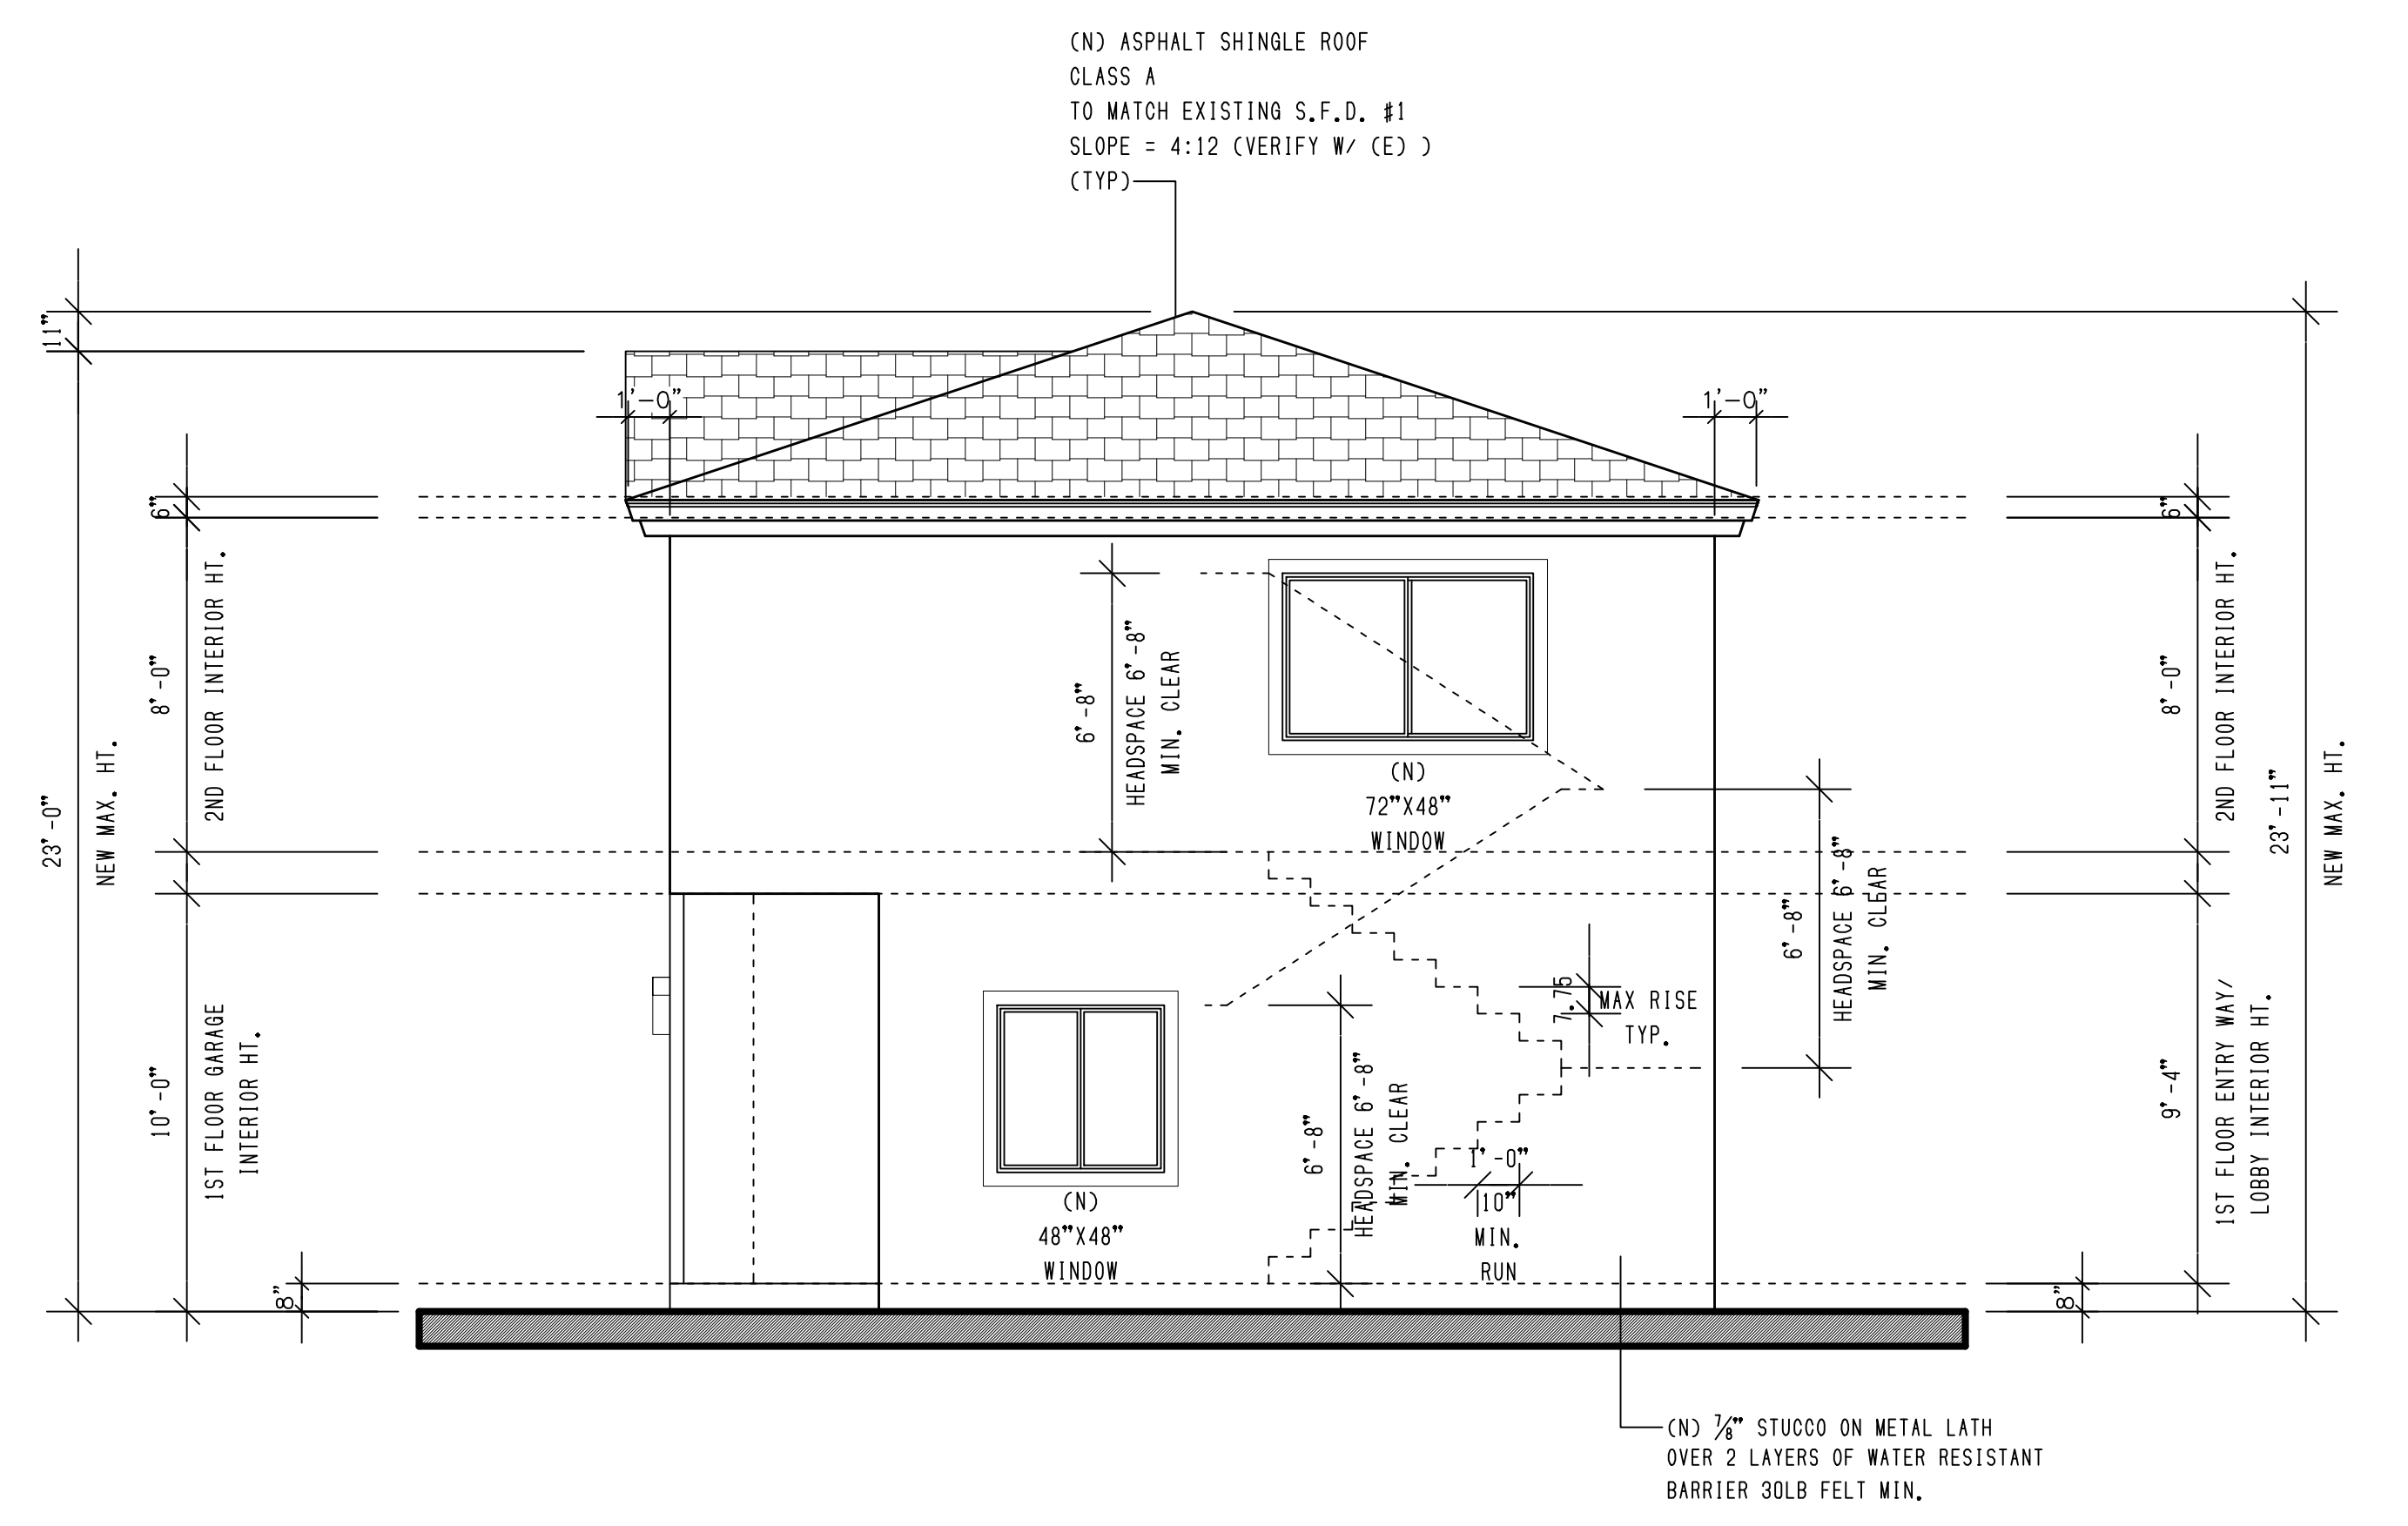 (N) ASPHALT SHINGLE ROOF
CLASS A
TO MATCH EXISTING S.F.D. #1
SLOPE = 4:12 (VERIFY W/ (E) )
(TYP)
11"
23'-0"
NEW MAX. HT.
6"
8'-0"
2ND FLOOR INTERIOR HT.
10'-0"
1ST FLOOR GARAGE
INTERIOR HT.
8"
1'-0"
1'-0"
6'-8"
HEADSPACE 6'-8"
MIN. CLEAR
(N)
72"X48"
WINDOW
6'-8"
HEADSPACE 6'-8"
MIN. CLEAR
7.75
MAX RISE
TYP.
(N)
48"X48"
WINDOW
6'-8"
HEADSPACE 6'-8"
MIN. CLEAR
1'-0"
10"
MIN.
RUN
6"
8'-0"
2ND FLOOR INTERIOR HT.
9'-4"
1ST FLOOR ENTRY WAY/
LOBBY INTERIOR HT.
8"
23'-11"
NEW MAX. HT.
(N) 7/8" STUCCO ON METAL LATH
OVER 2 LAYERS OF WATER RESISTANT
BARRIER 30LB FELT MIN.